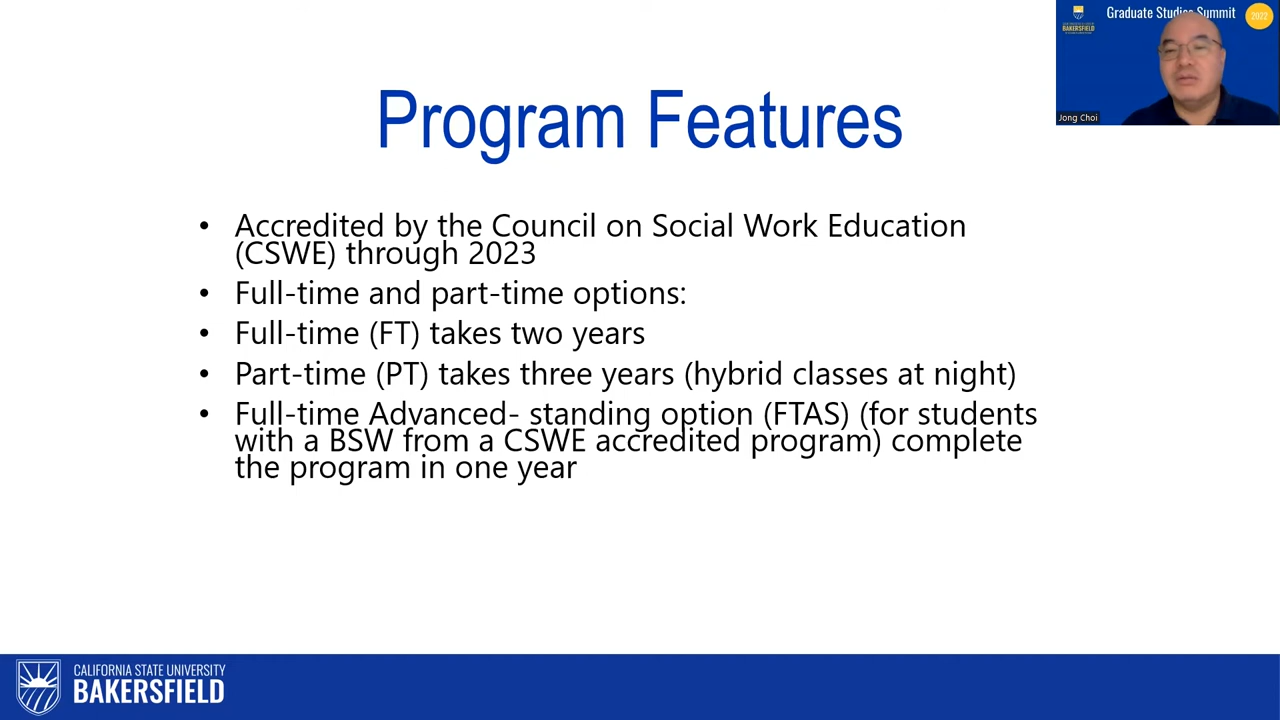 Graduate Studies Summit
2022
BAKERSFIELD
Jong Choi
Program Features
• Accredited by the Council on Social Work Education
(CSWE) through 2023
• Full-time and part-time options:
• Full-time (FT) takes two years
• Part-time (PT) takes three years (hybrid classes at night)
• Full-time Advanced- standing option (FTAS) (for students
with a BSW from a CSWE accredited program) complete
the program in one year
CALIFORNIA STATE UNIVERSITY
BAKERSFIELD